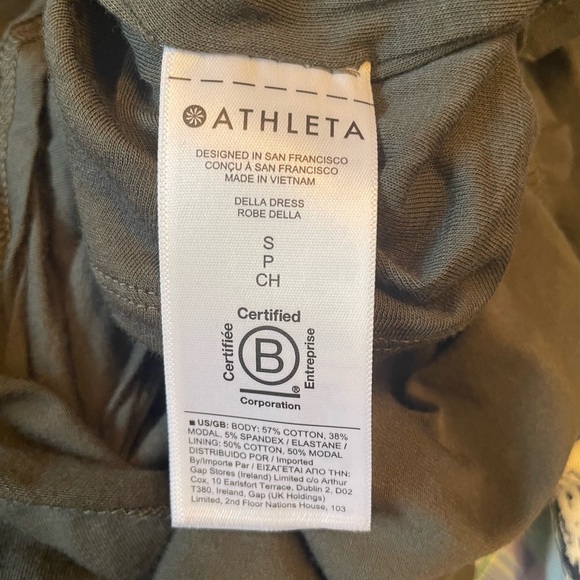 ATHLETA
DESIGNED IN SAN FRANCISCO
CONÇU À SAN FRANCISCO
MADE IN VIETNAM
DELLA DRESS
ROBE DELLA
S
P
CH
Certified
Certifiée
B
Entreprise
®
Corporation
■ US/GB: BODY: 57% COTTON, 38%
MODAL, 5% SPANDEX / ELASTANE /
LINING: 50% COTTON, 50% MODAL
DISTRIBUIDO POR / Imported
By/Importe Par / ΕΙΣΑΓΕΤΑΙ ΑΠΟ ΤΗΝ:
Gap Stores (Ireland) Limited c/o Arthur
Cox, 10 Earlsfort Terrace, Dublin 2, D02
T380, Ireland, Gap (UK Holdings)
Limited, 2nd Floor Nations House, 103